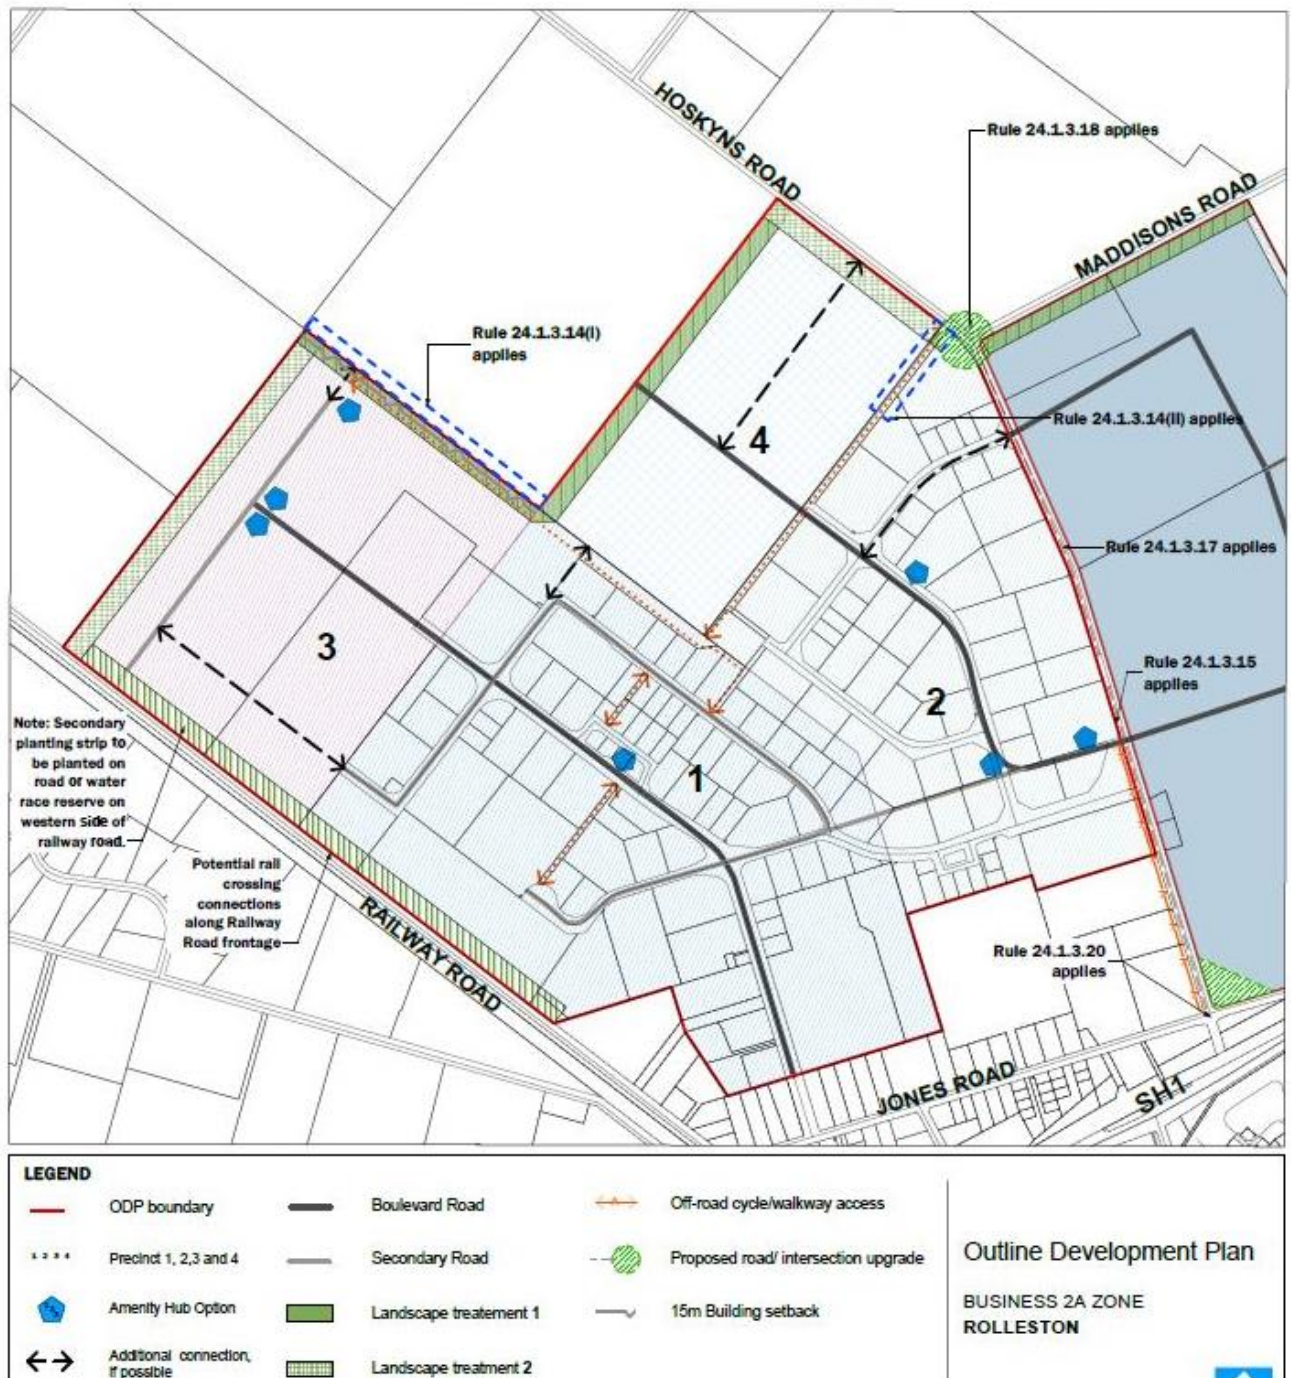 HOSKYNS ROAD
Rule 24.1.3.18 applies
MADDISONS ROAD
Rule 24.1.3.14(I)
applies
4
Rule 24.1.3.14(II) applies
Rule 24.1.3.17 applies
3
Rule 24.1.3.15
applies
2
Note: Secondary
planting strip to
be planted on
road or water
race reserve on
western side of
railway road.
1
Potential rail
crossing
connections
along Railway
Road frontage
RAILWAY ROAD
Rule 24.1.3.20
applies
JONES ROAD
SH1
LEGEND
ODP boundary
Boulevard Road
Off-road cycle/walkway access
1 2 3 4
Precinct 1, 2,3 and 4
Secondary Road
Proposed road/ intersection upgrade
Amenity Hub Option
Landscape treatement 1
15m Building setback
Additional connection,
if possible
Landscape treatment 2
Outline Development Plan
BUSINESS 2A ZONE
ROLLESTON